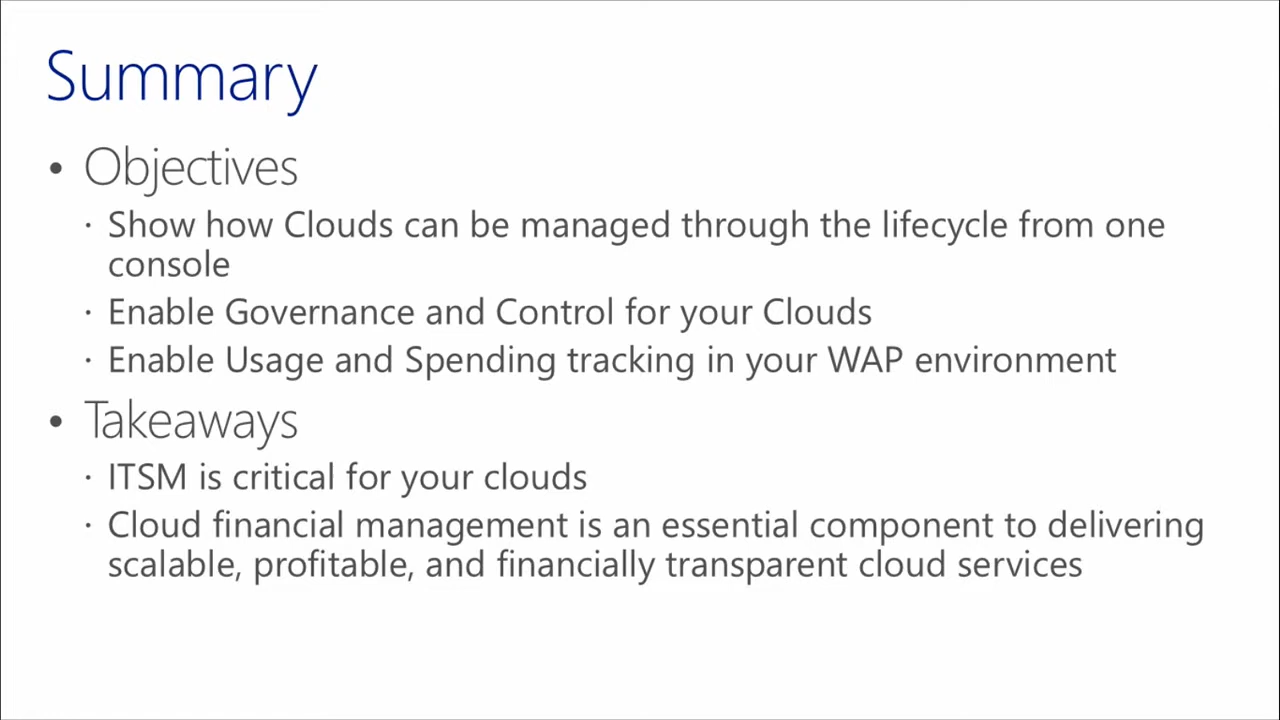 Summary
• Objectives
· Show how Clouds can be managed through the lifecycle from one
console
· Enable Governance and Control for your Clouds
· Enable Usage and Spending tracking in your WAP environment
• Takeaways
· ITSM is critical for your clouds
· Cloud financial management is an essential component to delivering
scalable, profitable, and financially transparent cloud services